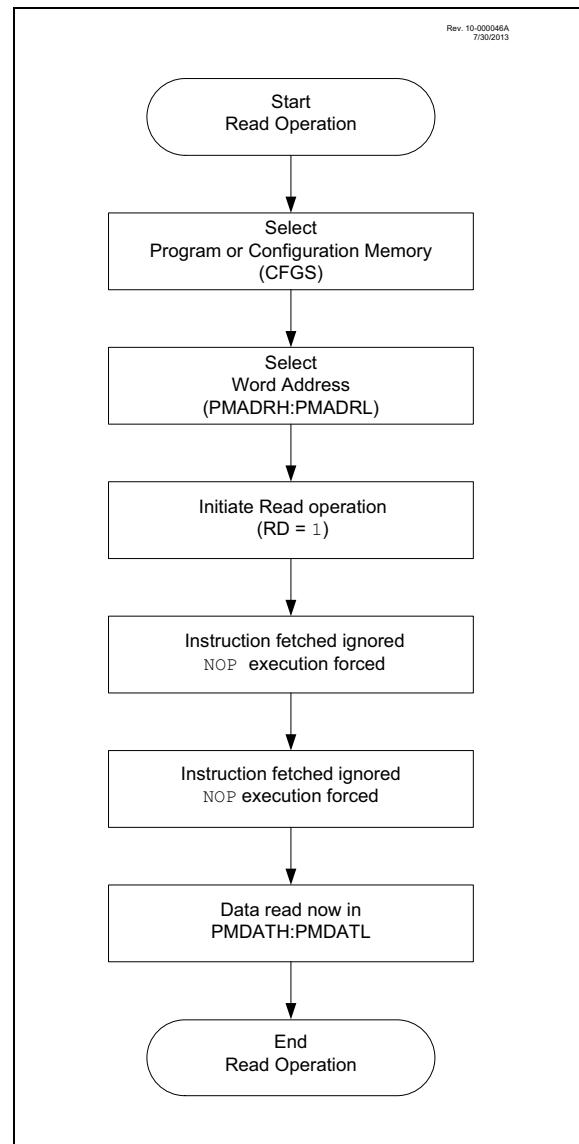 Rev. 10-000046A
7/30/2013
Start
Read Operation
Select
Program or Configuration Memory
(CFGS)
Select
Word Address
(PMADRH:PMADRL)
Initiate Read operation
(RD = 1)
Instruction fetched ignored
NOP execution forced
Instruction fetched ignored
NOP execution forced
Data read now in
PMDATH:PMDATL
End
Read Operation